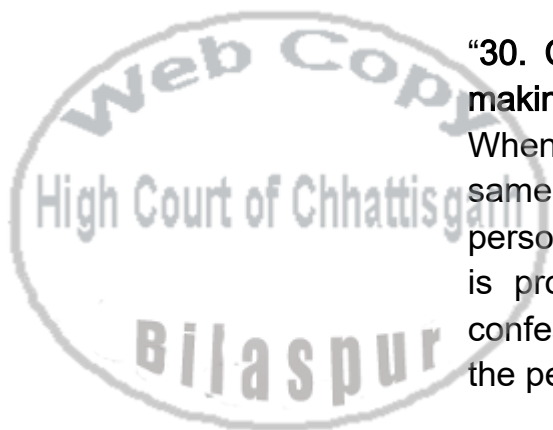 Web Copy
High Court of Chhattisgarh
Bilaspur
“30.
makin
When
same
perso
is pro
confe
the pe